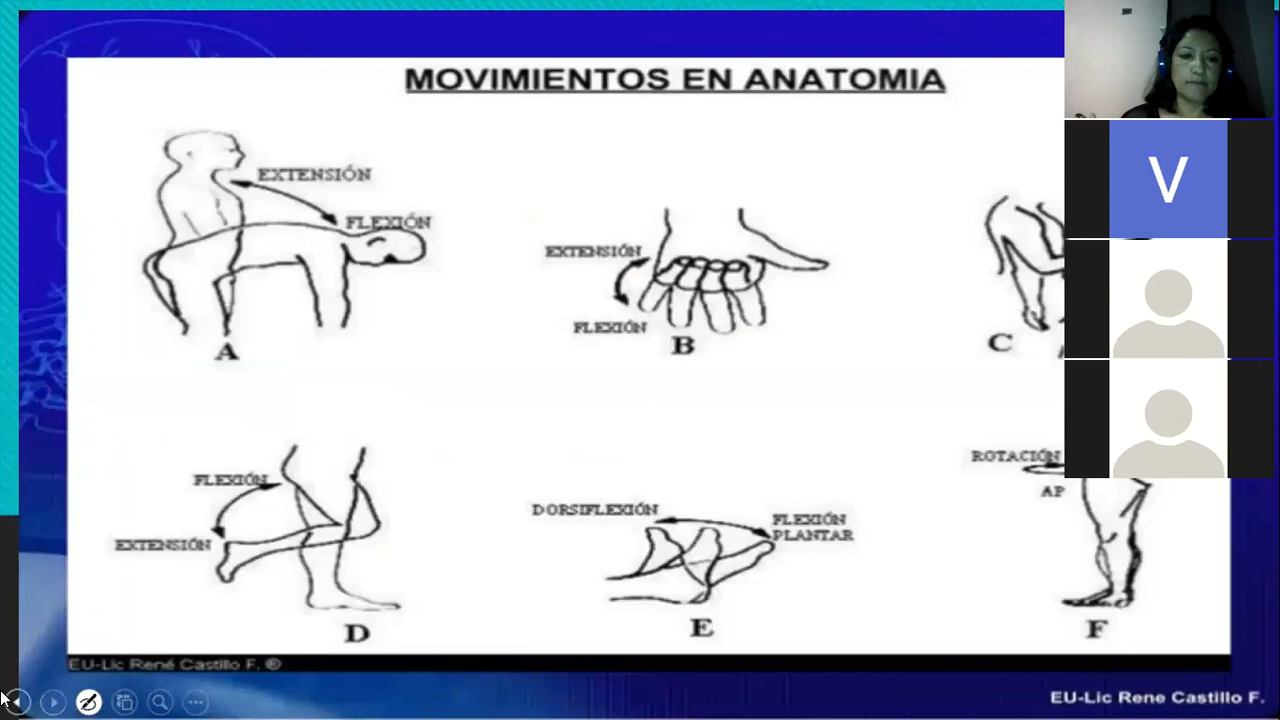 MOVIMIENTOS EN ANATOMIA
EXTENSIÓN
FLEXIÓN
A
EXTENSIÓN
FLEXIÓN
B
C
FLEXIÓN
EXTENSIÓN
D
DORSIFLEXIÓN
FLEXIÓN
PLANTAR
E
ROTACIÓN
AP
F
EU-Lic René Castillo F. ®
EU-Lic Rene Castillo F.
V